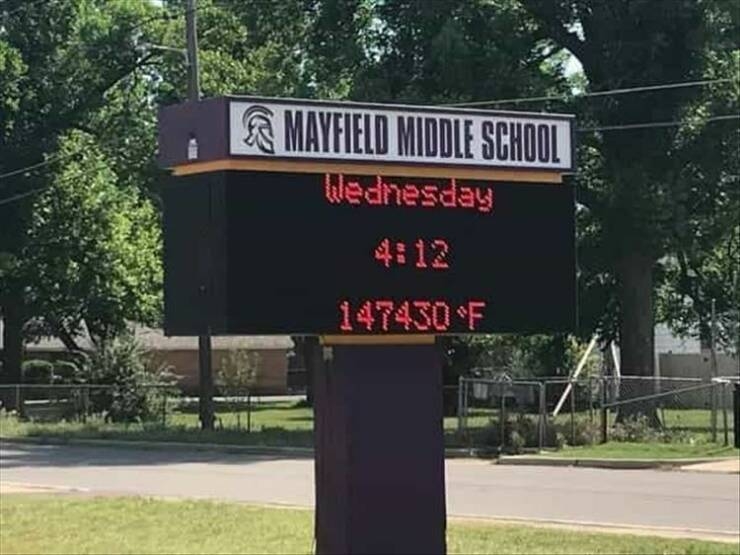 MAYFIELD MIDDLE SCHOOL
Wednesday
4:12
147430 °F